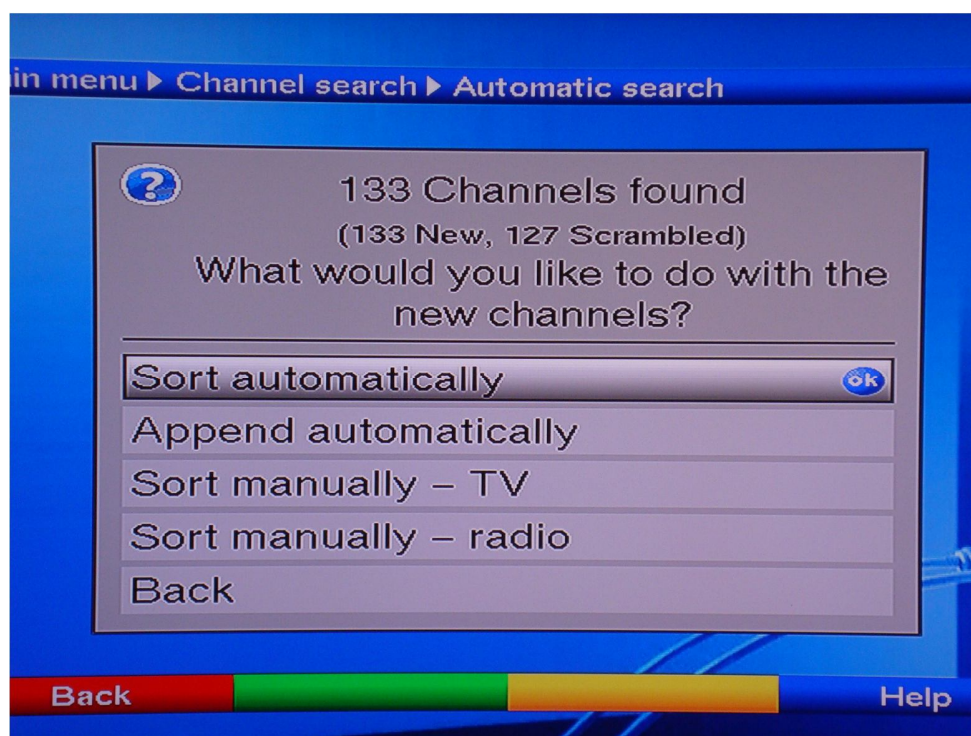 in menu ▶ Channel search ▶ Automatic search
?
133 Channels found
(133 New, 127 Scrambled)
What would you like to do with the
new channels?
Sort automatically ok
Append automatically
Sort manually – TV
Sort manually – radio
Back
Back Help